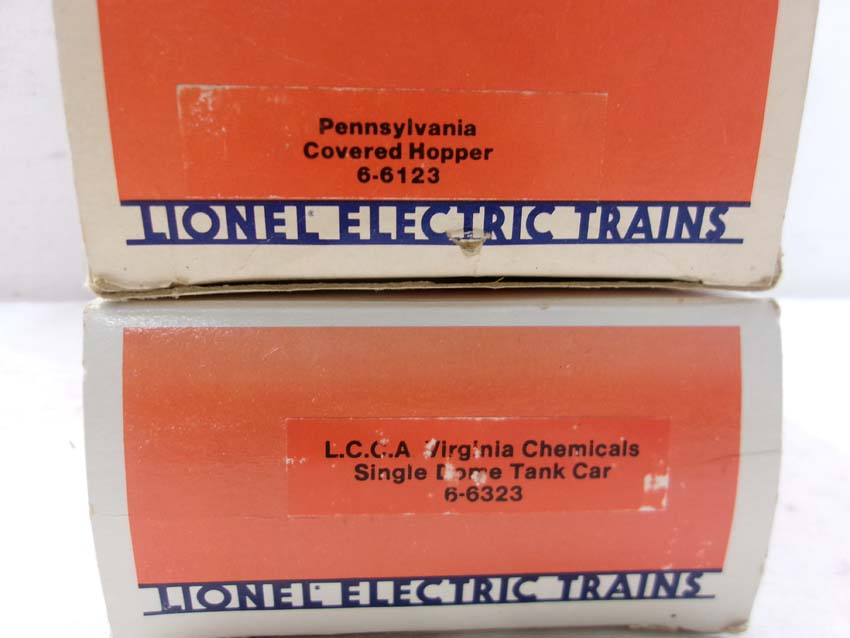 Pennsylvania
Covered Hopper
6-6123
LIONEL® ELECTRIC TRAINS
L.C.C.A Virginia Chemicals
Single Dome Tank Car
6-6323
LIONEL® ELECTRIC TRAINS